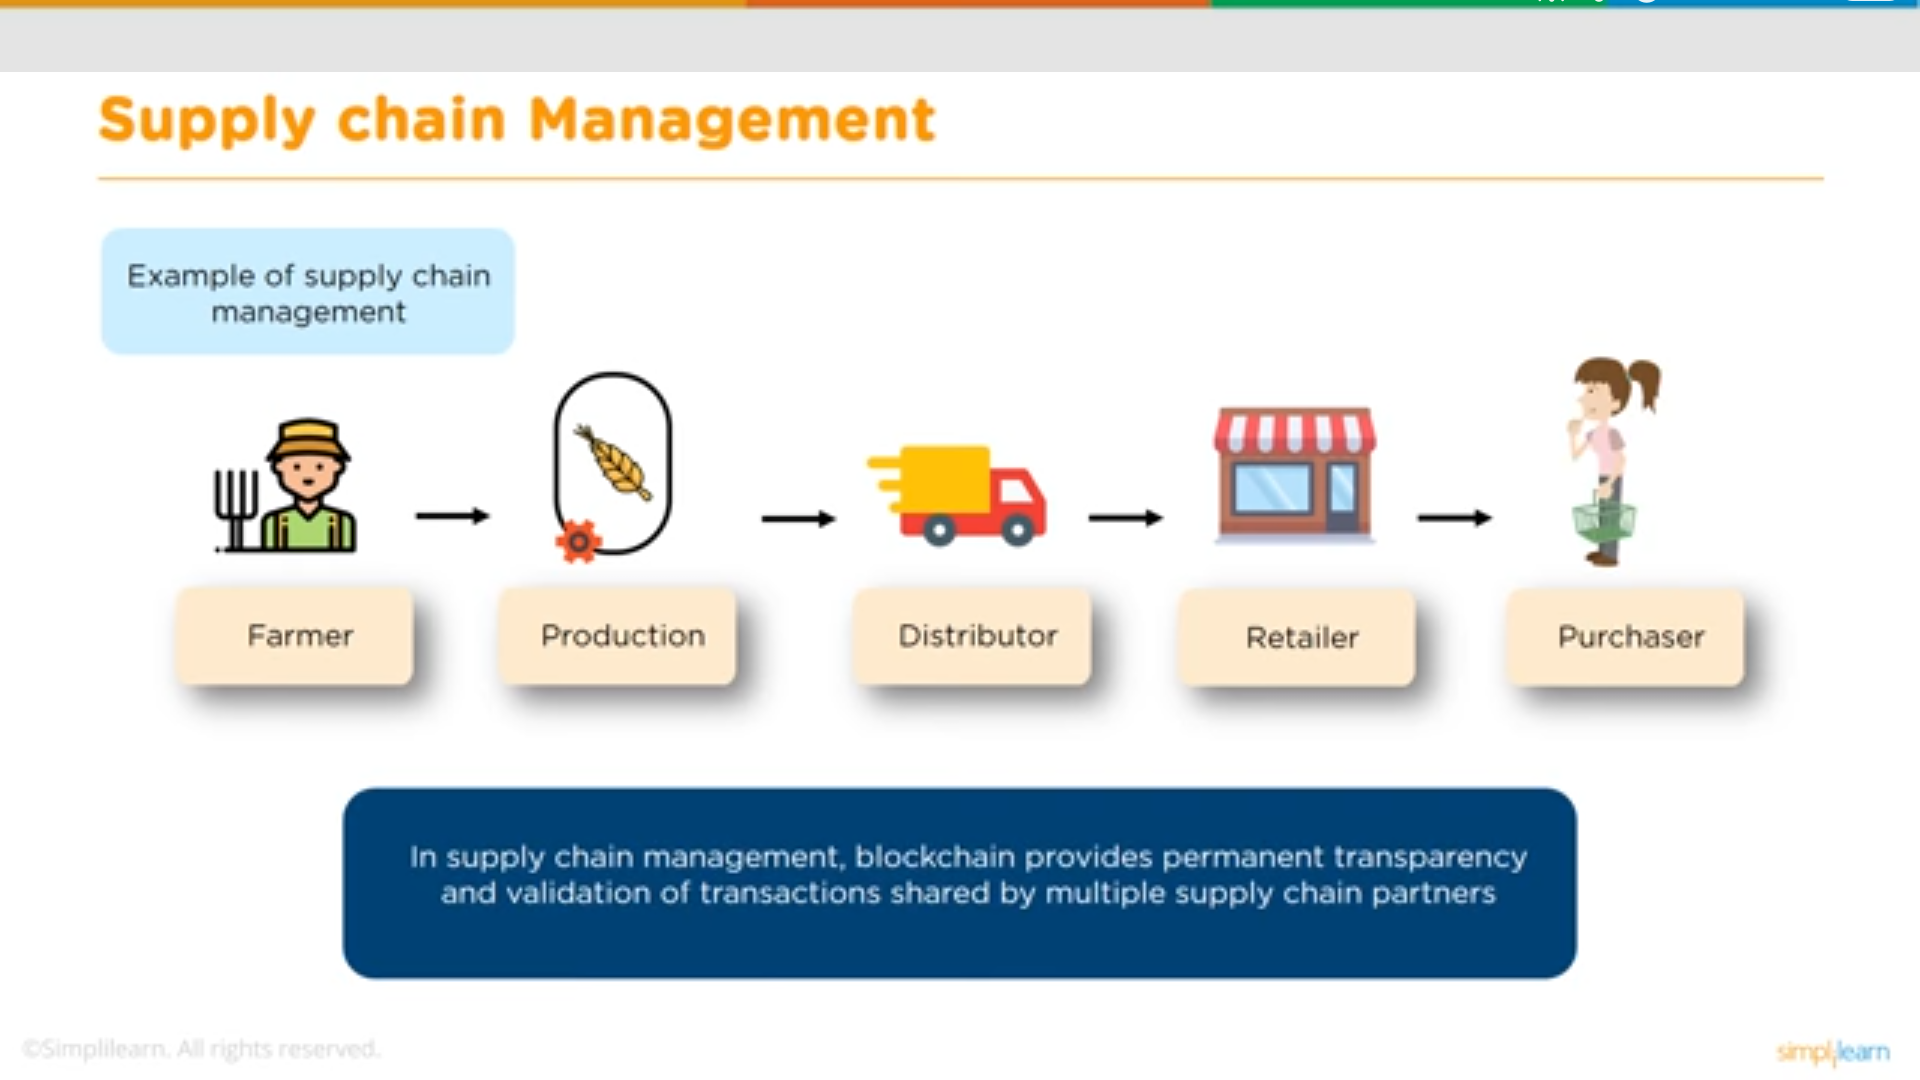 Supply chain Management
Example of supply chain
management
Farmer
Production
Distributor
Retailer
Purchaser
In supply chain management, blockchain provides permanent transparency
and validation of transactions shared by multiple supply chain partners
©Simplilearn. All rights reserved.
simplilearn